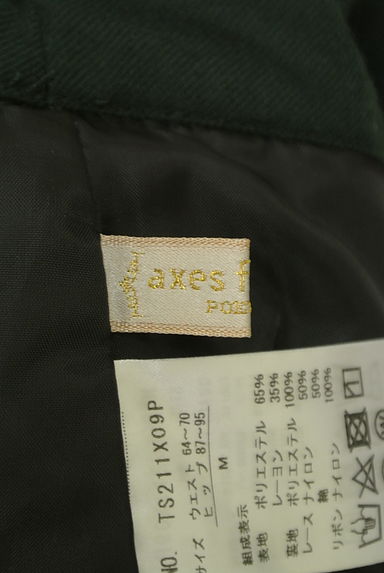 axes f
POE
NO. TS211X09P
サイズ ウエスト 64~70
ヒップ 87~95
M
組成表示
表地 ポリエステル 65%
レーヨン 35%
裏地 ポリエステル 100%
レース ナイロン 50%
綿 50%
リボン ナイロン 100%